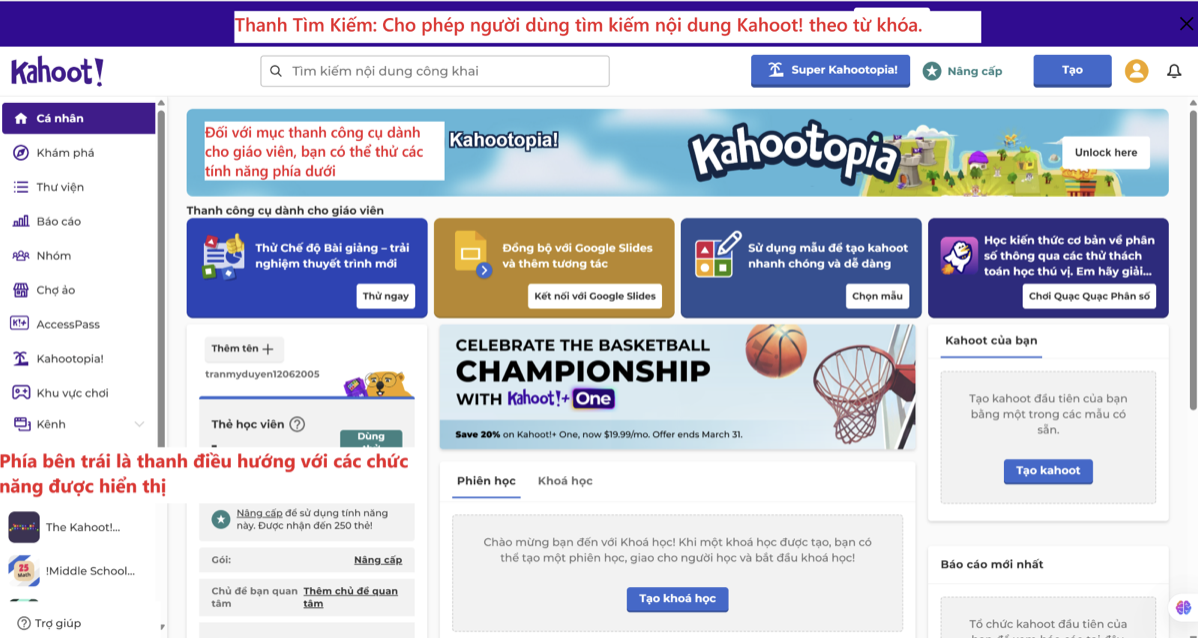 Thanh Tìm Kiếm: Cho phép người dùng tìm kiếm nội dung Kahoot! theo từ khóa.
Kahoot!
Tìm kiếm nội dung công khai
Super Kahootopia!
Nâng cấp
Tạo
Cá nhân
Khám phá
Thư viện
Báo cáo
Nhóm
Chợ ảo
K!+
AccessPass
Kahootopia!
Khu vực chơi
Kênh
Phía bên trái là thanh điều hướng với các chức
năng được hiển thị
The Kahoot!...
25
Math
!Middle School...
Trợ giúp
Đối với mục thanh công cụ dành
cho giáo viên, bạn có thể thử các
tính năng phía dưới
Kahootopia!
Kahootopia
Unlock here
Thanh công cụ dành cho giáo viên
Thử Chế độ Bài giảng – trải
nghiệm thuyết trình mới
Thử ngay
Đồng bộ với Google Slides
và thêm tương tác
Kết nối với Google Slides
Sử dụng mẫu để tạo kahoot
nhanh chóng và dễ dàng
Chọn mẫu
Học kiến thức cơ bản về phân
số thông qua các thử thách
toán học thú vị. Em hãy giải...
Chơi Quạc Quạc Phân số
Thêm tên
tranmyduyen12062005
Thẻ học viên
Dùng
Nâng cấp để sử dụng tính năng
này. Được nhận đến 250 thẻ!
Gói:
Nâng cấp
Chủ đề bạn quan
tâm
Thêm chủ đề quan
tâm
CELEBRATE THE BASKETBALL
CHAMPIONSHIP
WITH Kahoot!+ One
Save 20% on Kahoot!+ One, now $19.99/mo. Offer ends March 31.
Phiên học
Khoá học
Chào mừng bạn đến với Khoá học! Khi một khoá học được tạo, bạn có
thể tạo một phiên học, giao cho người học và bắt đầu khoá học!
Tạo khoá học
Kahoot của bạn
Tạo kahoot đầu tiên của bạn
bằng một trong các mẫu có
sẵn.
Tạo kahoot
Báo cáo mới nhất
Tổ chức kahoot đầu tiên của